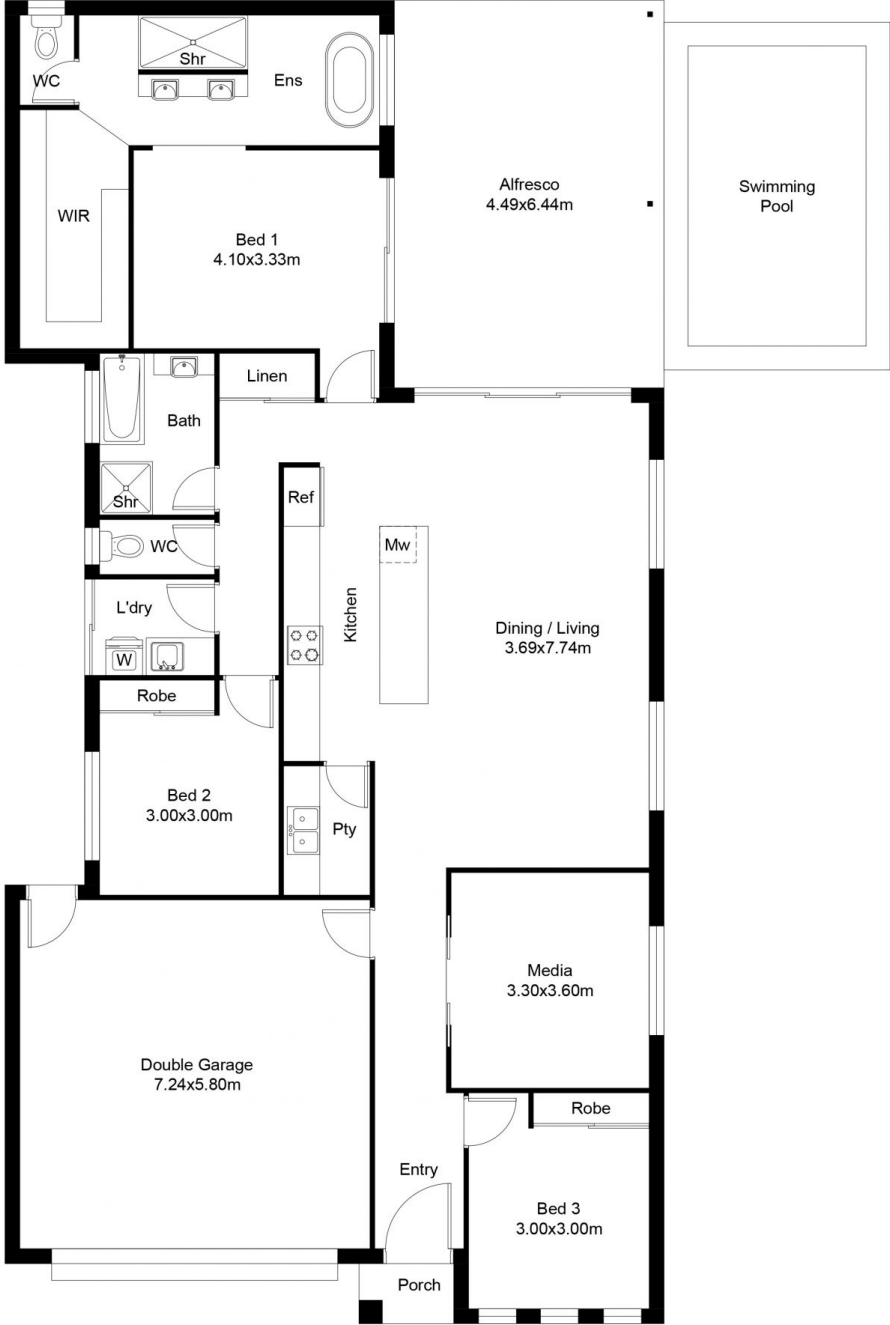 WC
Shr
Ens
WIR
Bed 1
4.10x3.33m
Alfresco
4.49x6.44m
Swimming
Pool
Linen
Bath
Shr
WC
L'dry
W
Ref
Mw
Kitchen
Dining / Living
3.69x7.74m
Robe
Bed 2
3.00x3.00m
Pty
Media
3.30x3.60m
Double Garage
7.24x5.80m
Robe
Entry
Bed 3
3.00x3.00m
Porch